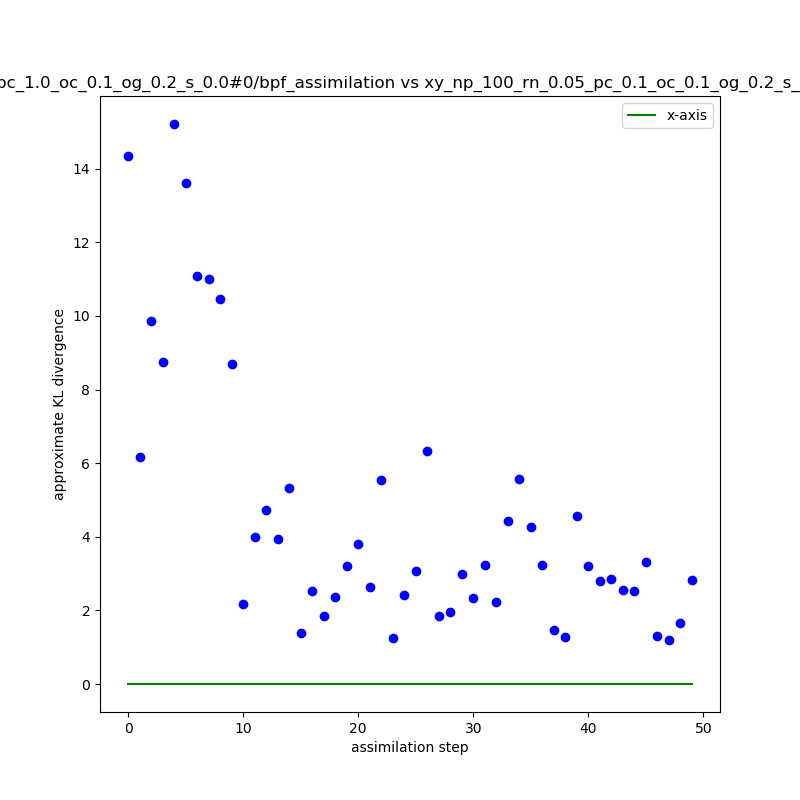 pc_1.0_oc_0.1_og_0.2_s_0.0#0/bpf_assimilation vs xy_np_100_rn_0.05_pc_0.1_oc_0.1_og_0.2_s_
x-axis
14
12
10
8
6
4
2
0
approximate KL divergence
0 10 20 30 40 50
assimilation step